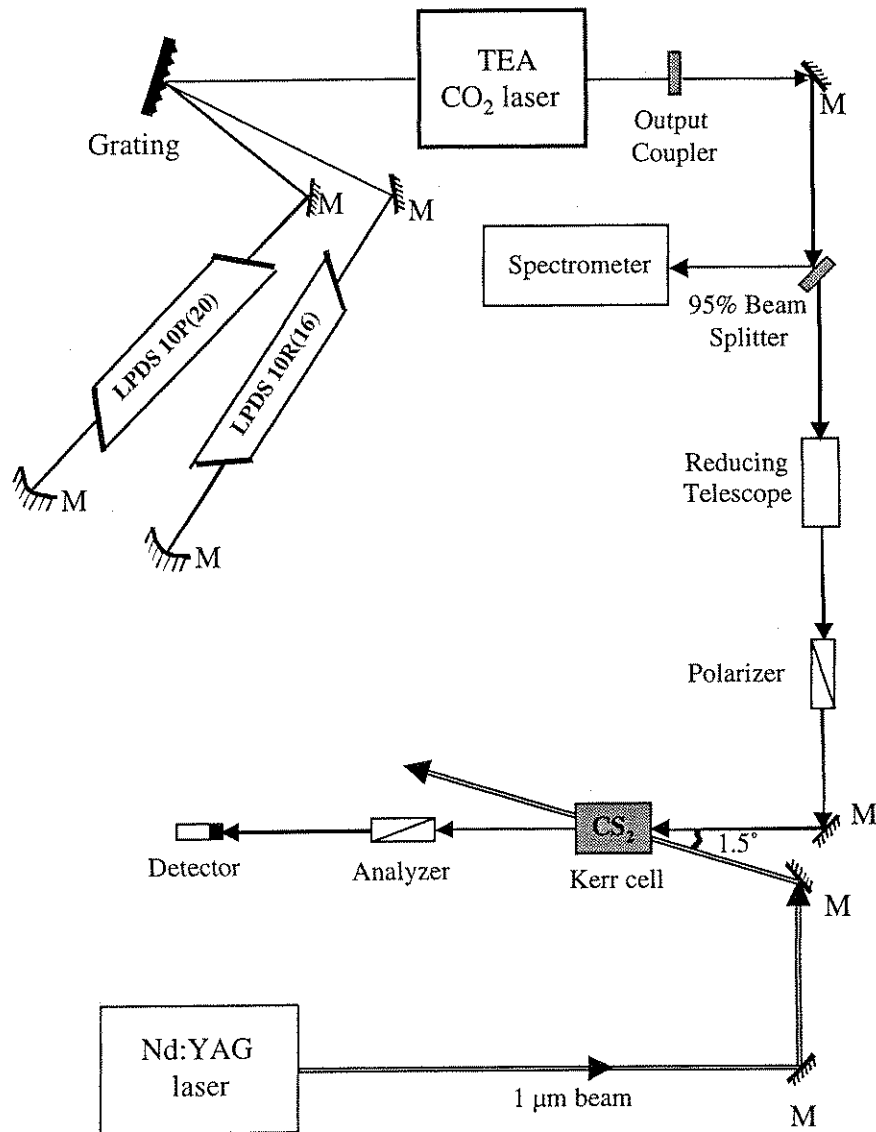 TEA
CO₂ laser
M
Output
Coupler
Grating
M
M
Spectrometer
95% Beam
Splitter
LPDS 10P(20)
LPDS 10R(16)
Reducing
Telescope
M
M
Polarizer
M
CS₂
1.5°
Detector
Analyzer
Kerr cell
M
Nd:YAG
laser
1 μm beam
M